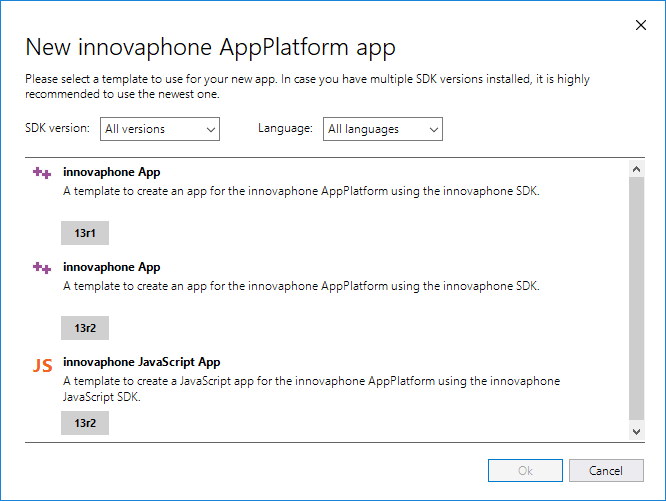 New innovaphone AppPlatform app
Please select a template to use for your new app. In case you have multiple SDK versions installed, it is highly
recommended to use the newest one.
SDK version: All versions Language: All languages
innovaphone App
A template to create an app for the innovaphone AppPlatform using the innovaphone SDK.
13r1
innovaphone App
A template to create an app for the innovaphone AppPlatform using the innovaphone SDK.
13r2
JS innovaphone JavaScript App
A template to create a JavaScript app for the innovaphone AppPlatform using the innovaphone
JavaScript SDK.
13r2
Ok Cancel